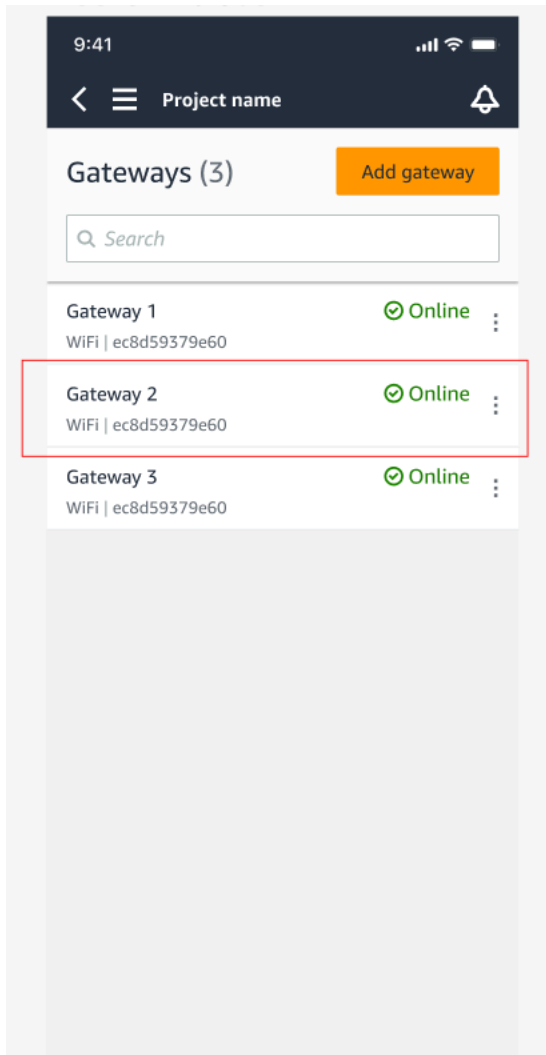 9:41
Project name
Gateways (3)
Add gateway
Search
Gateway 1
Online
WiFi | ec8d59379e60
Gateway 2
Online
WiFi | ec8d59379e60
Gateway 3
Online
WiFi | ec8d59379e60